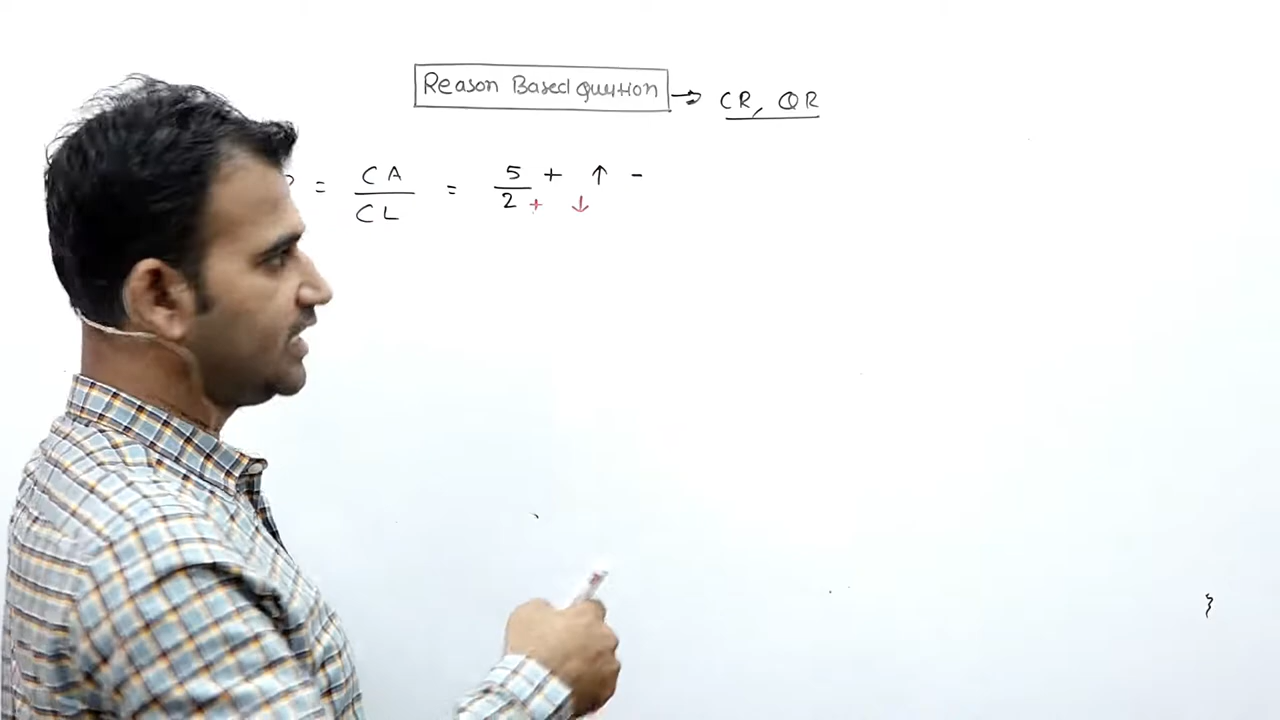 Reason Based Question → CR, QR
= CA / CL = 5 / 2 + ↑ -
+ ↓